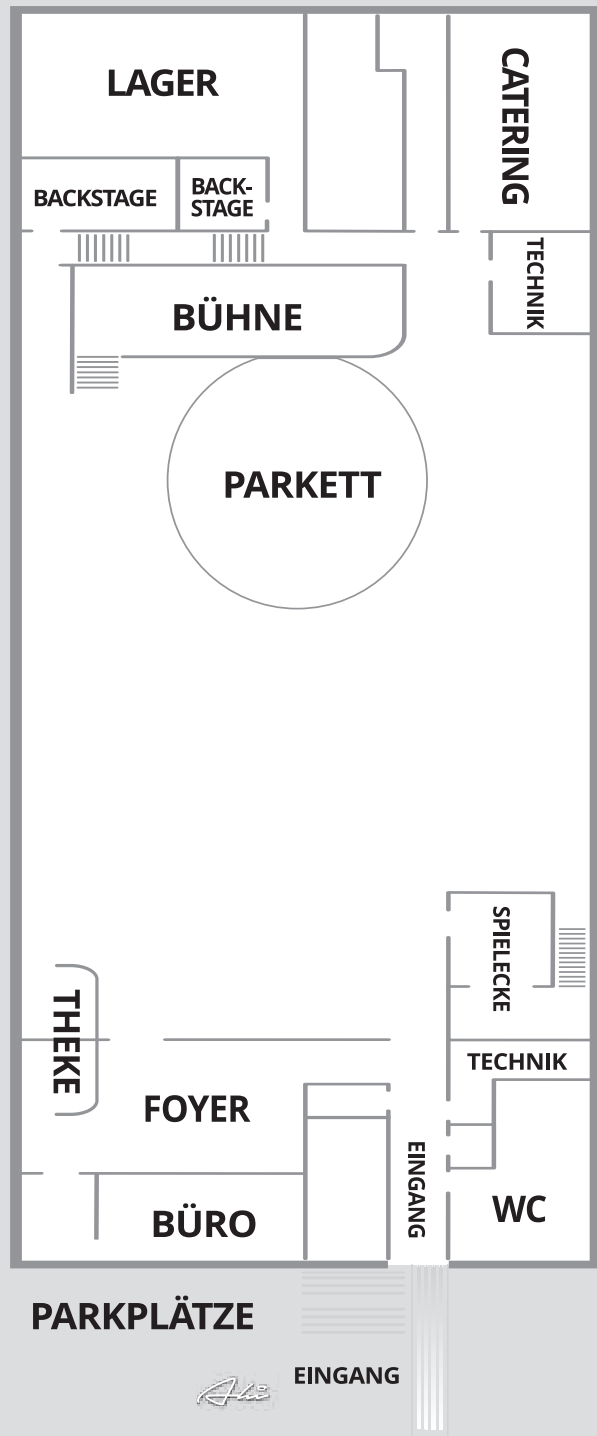 LAGER
CATERING
BACKSTAGE
BACK-
STAGE
TECHNIK
BÜHNE
PARKETT
SPIELECKE
THEKE
TECHNIK
FOYER
EINGANG
WC
BÜRO
PARKPLÄTZE
EINGANG